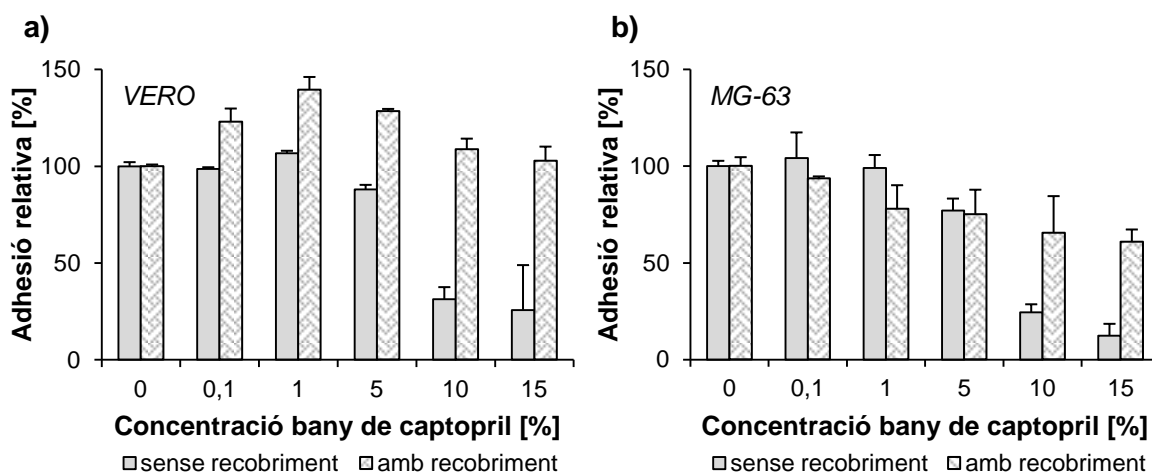 a)
150
100
50
0
Adhesió relativa [%]
VERO
0 0,1 1 5 10 15
Concentració bany de captopril [%]
sense recobriment amb recobriment
b)
150
100
50
0
Adhesió relativa [%]
MG-63
0 0,1 1 5 10 15
Concentració bany de captopril [%]
sense recobriment amb recobriment